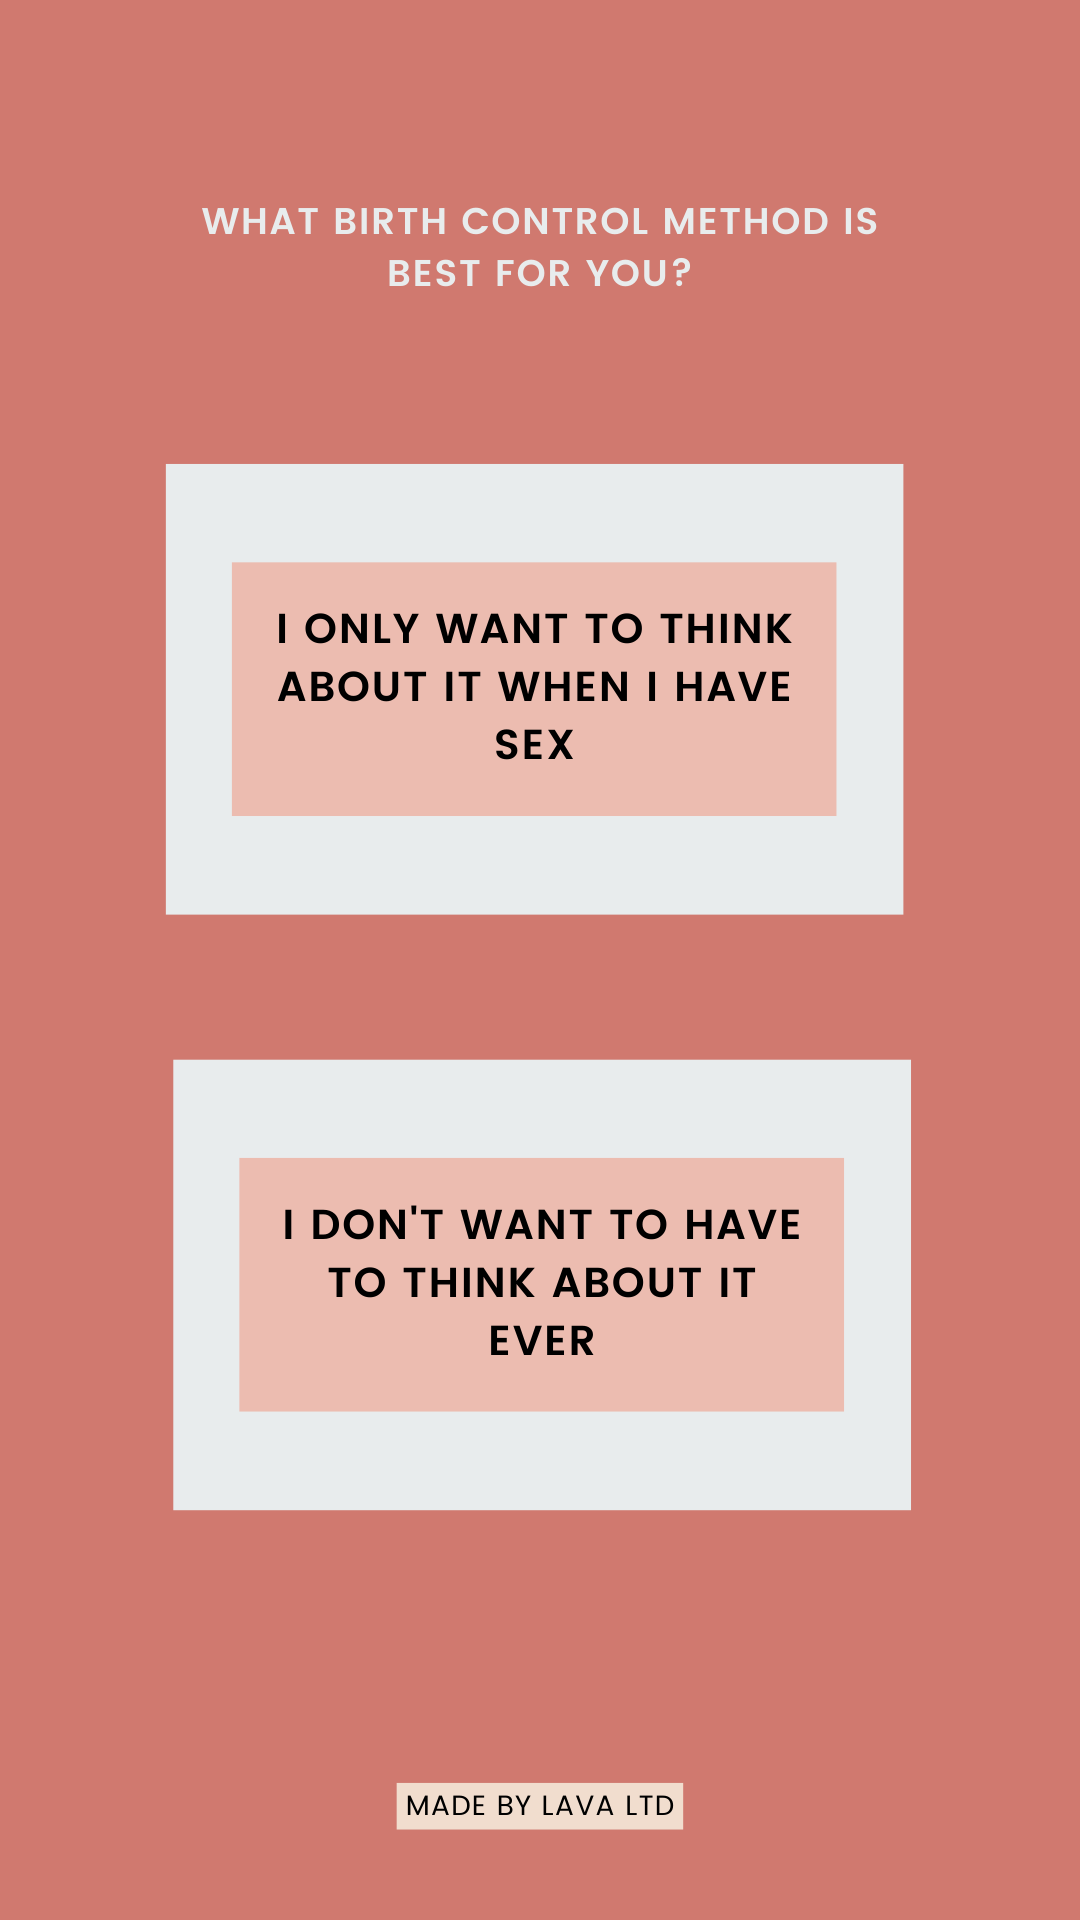 WHAT BIRTH CONTROL METHOD IS
BEST FOR YOU?
I ONLY WANT TO THINK
ABOUT IT WHEN I HAVE
SEX
I DON'T WANT TO HAVE
TO THINK ABOUT IT
EVER
MADE BY LAVA LTD